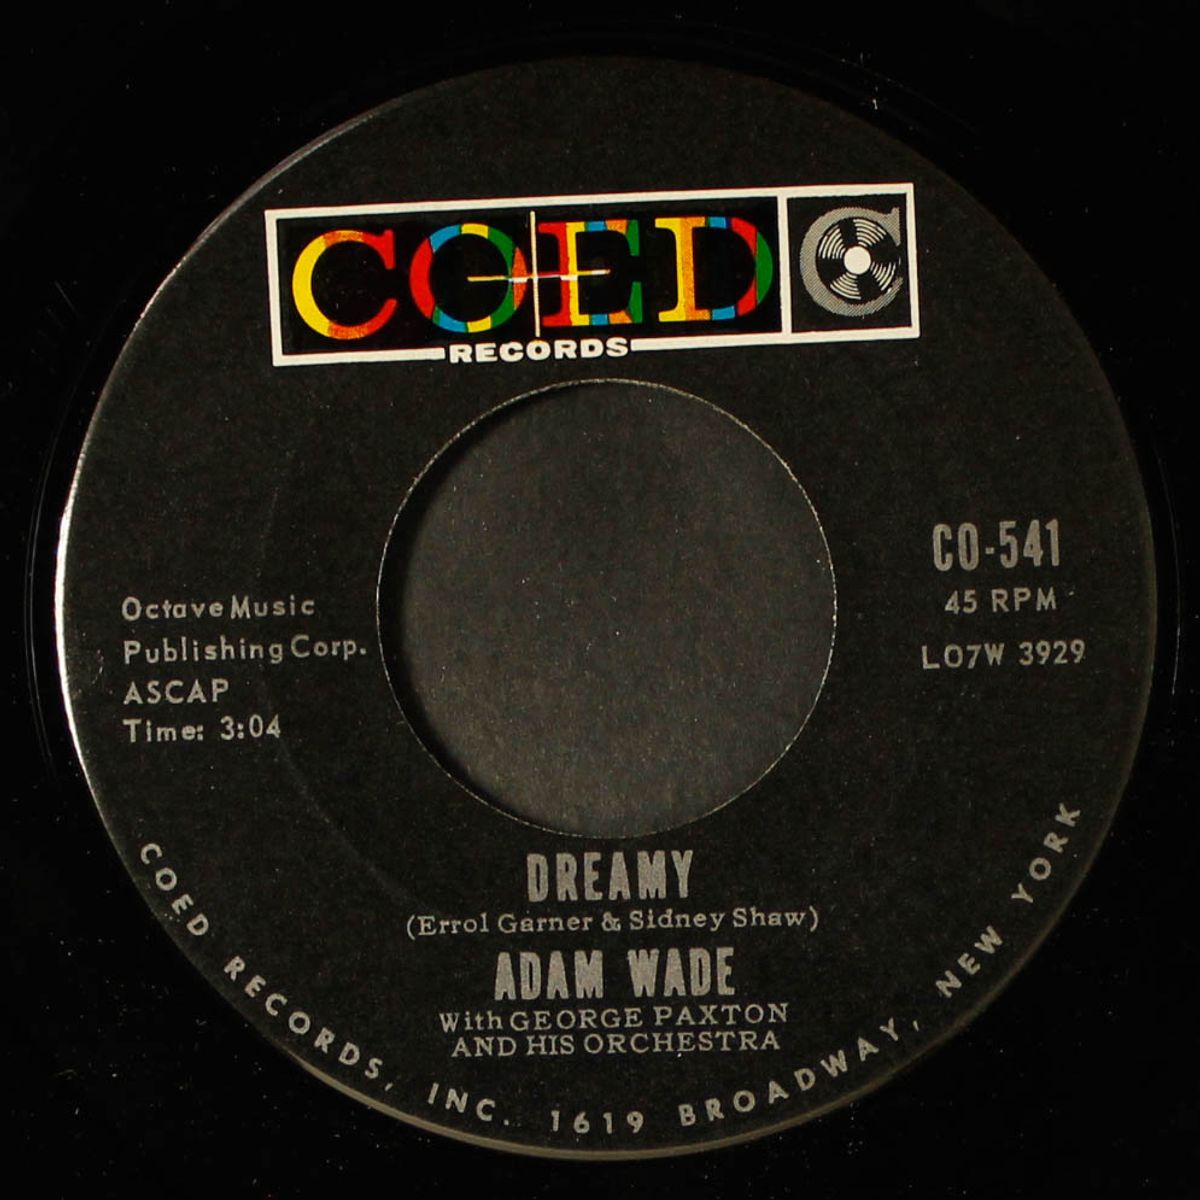 COED C
RECORDS
CO-541
45 RPM
LO7W 3929
Octave Music
Publishing Corp.
ASCAP
Time: 3:04
DREAMY
(Errol Garner & Sidney Shaw)
ADAM WADE
With GEORGE PAXTON
AND HIS ORCHESTRA
COED RECORDS, INC. 1619 BROADWAY, NEW YORK